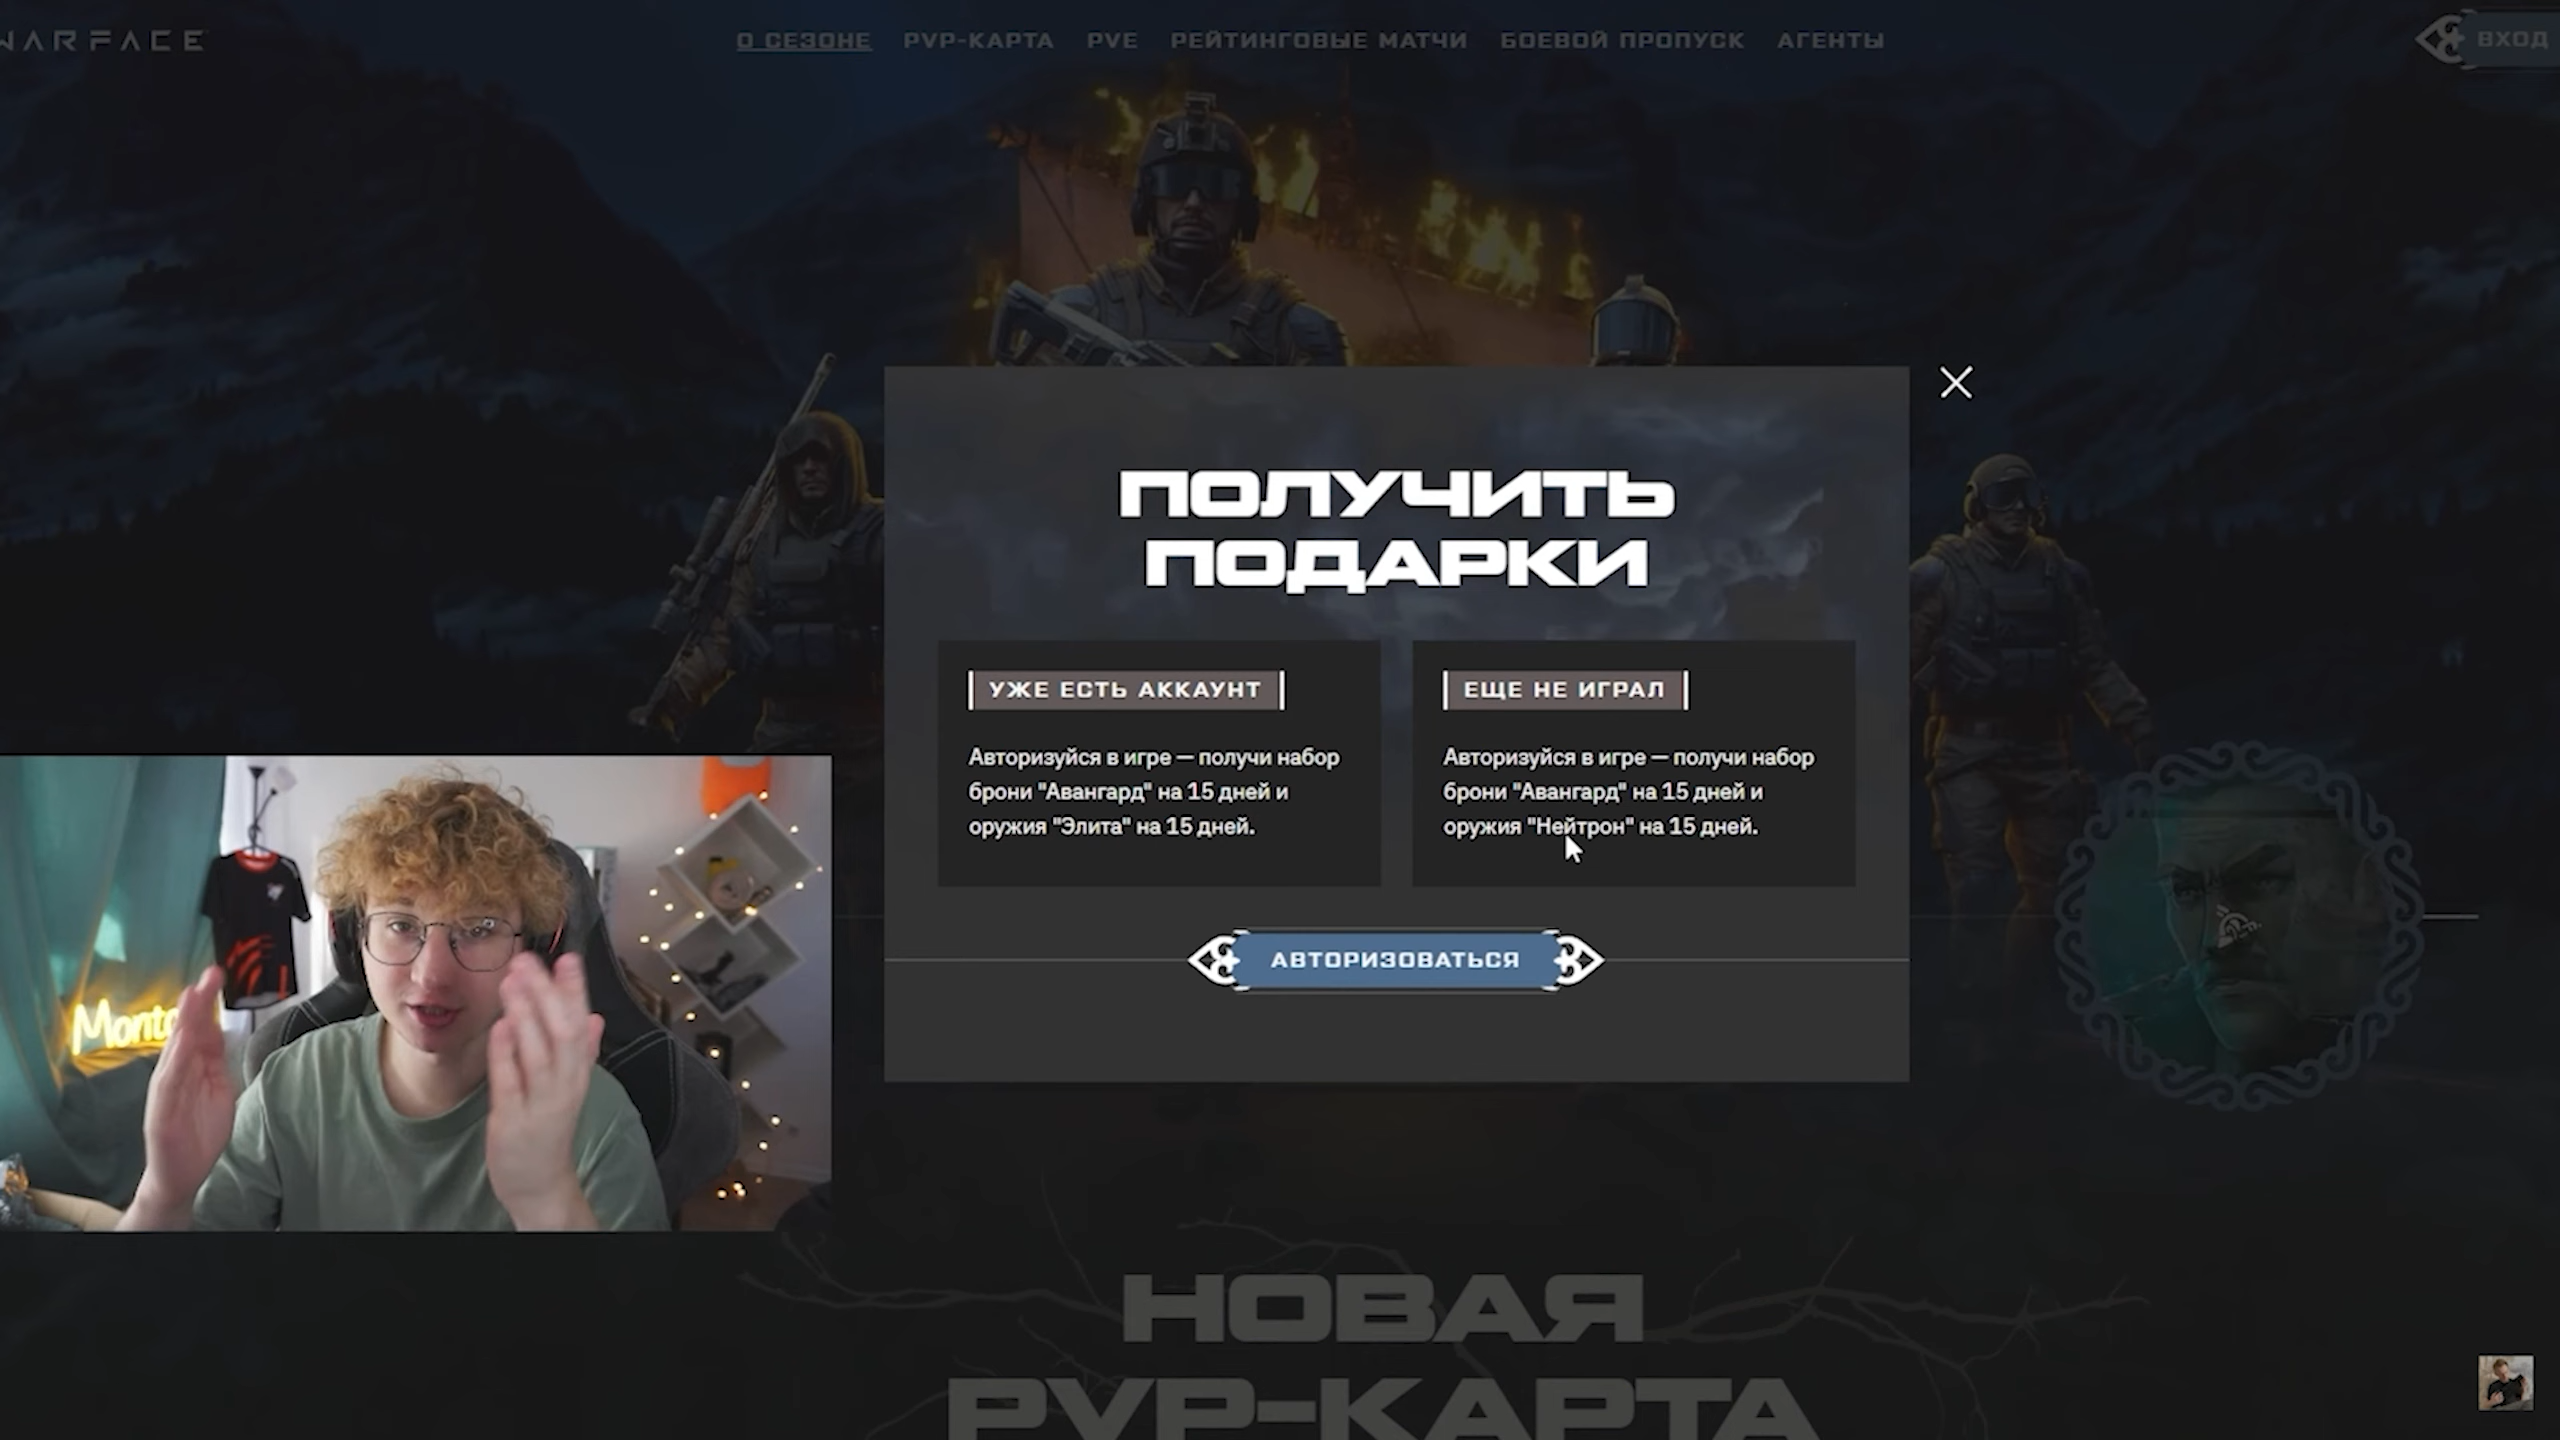 WARFACE
О СЕЗОНЕ PVP-КАРТА PVE РЕЙТИНГОВЫЕ МАТЧИ БОЕВОЙ ПРОПУСК АГЕНТЫ
ВХОД
ПОЛУЧИТЬ
ПОДАРКИ
УЖЕ ЕСТЬ АККАУНТ
Авторизуйся в игре — получи набор
брони "Авангард" на 15 дней и
оружия "Элита" на 15 дней.
ЕЩЕ НЕ ИГРАЛ
Авторизуйся в игре — получи набор
брони "Авангард" на 15 дней и
оружия "Нейтрон" на 15 дней.
АВТОРИЗОВАТЬСЯ
НОВАЯ
PVP-КАРТА